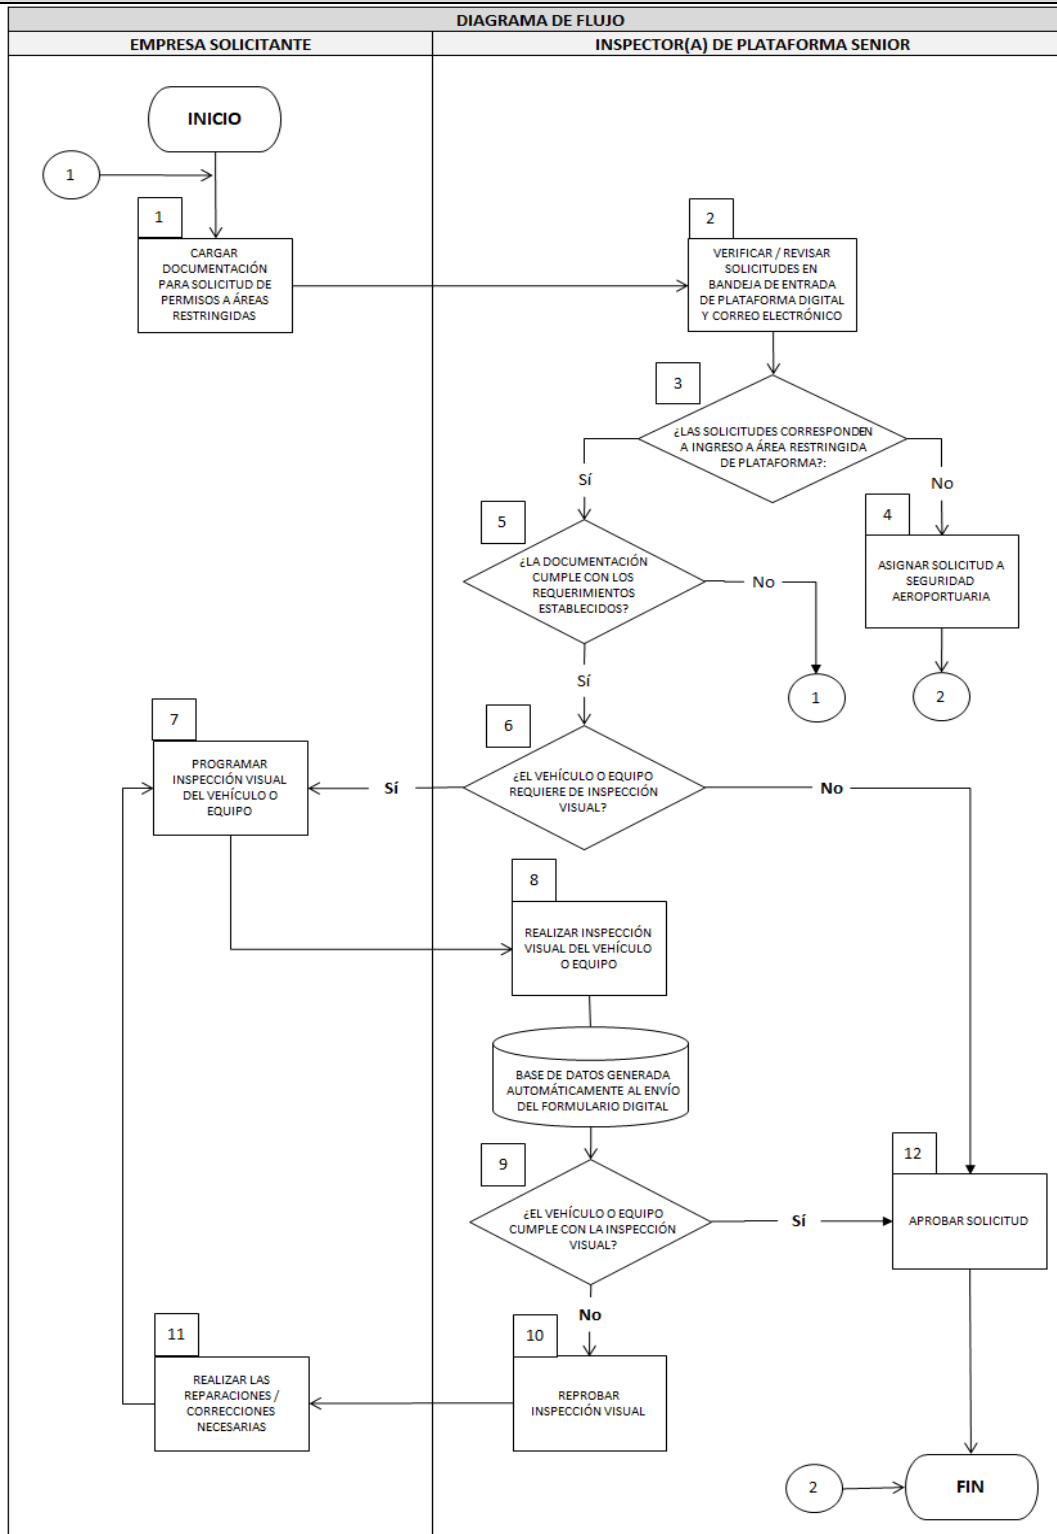 DIAGRAMA DE FLUJO
EMPRESA SOLICITANTE
INSPECTOR(A) DE PLATAFORMA SENIOR
INICIO
1
1
CARGAR
DOCUMENTACIÓN
PARA SOLICITUD DE
PERMISOS A ÁREAS
RESTRINGIDAS
2
VERIFICAR / REVISAR
SOLICITUDES EN
BANDEJA DE ENTRADA
DE PLATAFORMA DIGITAL
Y CORREO ELECTRÓNICO
3
¿LAS SOLICITUDES CORRESPONDEN
A INGRESO A ÁREA RESTRINGIDA
DE PLATAFORMA?:
Sí
No
4
ASIGNAR SOLICITUD A
SEGURIDAD
AEROPORTUARIA
2
5
¿LA DOCUMENTACIÓN
CUMPLE CON LOS
REQUERIMIENTOS
ESTABLECIDOS?
No
1
Sí
6
¿EL VEHÍCULO O EQUIPO
REQUIERE DE INSPECCIÓN
VISUAL?
Sí
No
7
PROGRAMAR
INSPECCIÓN VISUAL
DEL VEHÍCULO O
EQUIPO
8
REALIZAR INSPECCIÓN
VISUAL DEL VEHÍCULO
O EQUIPO
BASE DE DATOS GENERADA
AUTOMÁTICAMENTE AL ENVÍO
DEL FORMULARIO DIGITAL
9
¿EL VEHÍCULO O EQUIPO
CUMPLE CON LA INSPECCIÓN
VISUAL?
Sí
12
APROBAR SOLICITUD
No
10
REPROBAR
INSPECCIÓN VISUAL
11
REALIZAR LAS
REPARACIONES /
CORRECCIONES
NECESARIAS
2
FIN